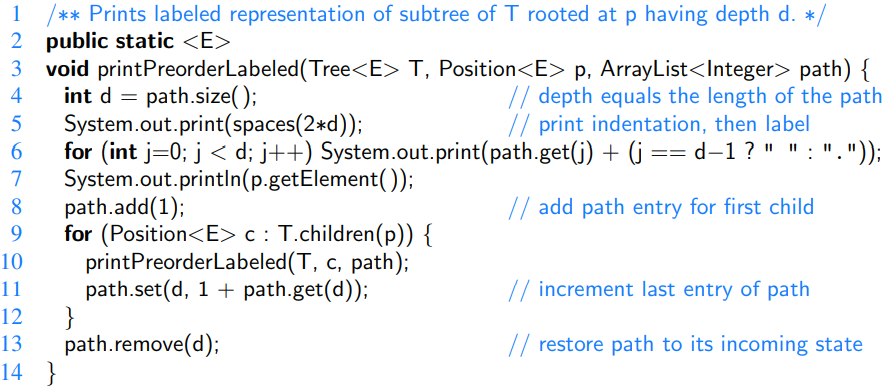 1 /** Prints labeled representation of subtree of T rooted at p having depth d. */
2 public static <E>
3 void printPreorderLabeled(Tree<E> T, Position<E> p, ArrayList<Integer> path) {
4 int d = path.size( ); // depth equals the length of the path
5 System.out.print(spaces(2*d)); // print indentation, then label
6 for (int j=0; j < d; j++) System.out.print(path.get(j) + (j == d−1 ? " " : "."));
7 System.out.println(p.getElement( ));
8 path.add(1); // add path entry for first child
9 for (Position<E> c : T.children(p)) {
10 printPreorderLabeled(T, c, path);
11 path.set(d, 1 + path.get(d)); // increment last entry of path
12 }
13 path.remove(d); // restore path to its incoming state
14 }